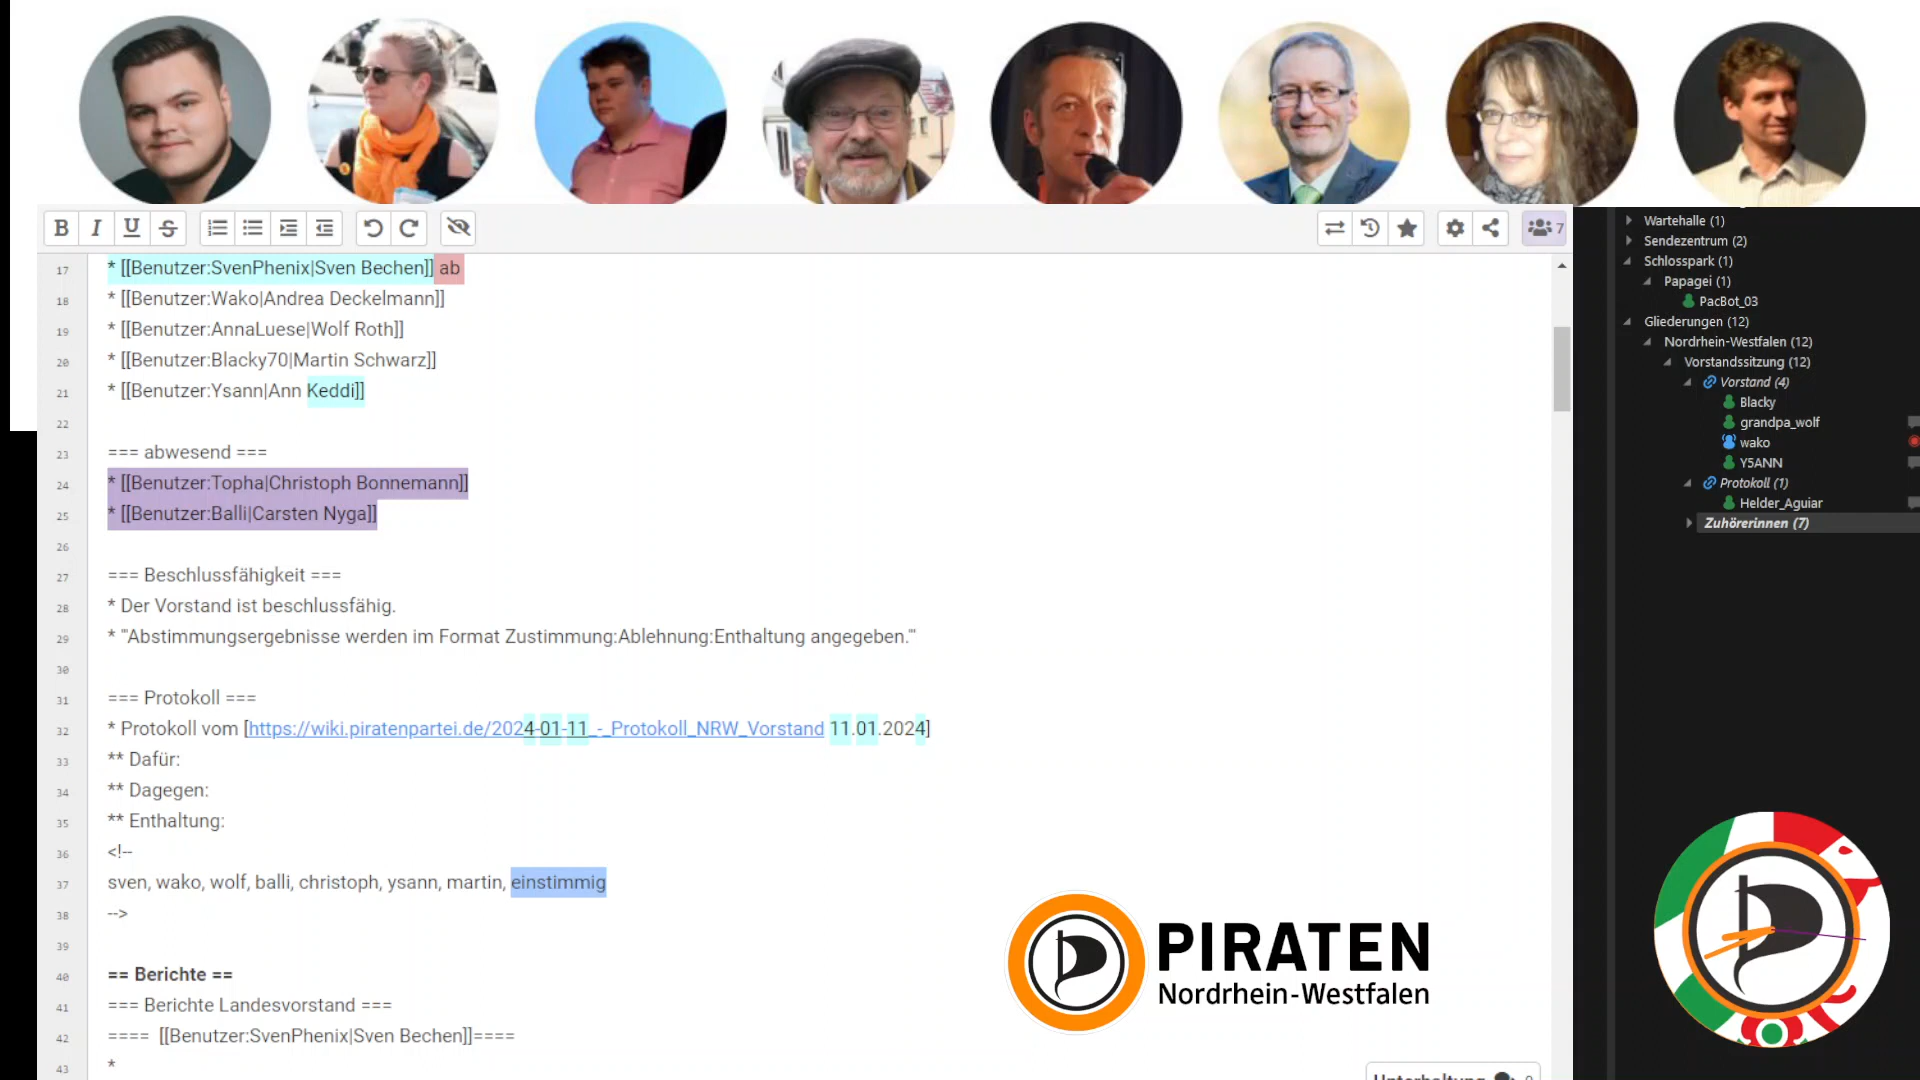 B I U S
7
17 * [[Benutzer:SvenPhenix|Sven Bechen]] ab
18 * [[Benutzer:Wako|Andrea Deckelmann]]
19 * [[Benutzer:AnnaLuese|Wolf Roth]]
20 * [[Benutzer:Blacky70|Martin Schwarz]]
21 * [[Benutzer:Ysann|Ann Keddi]]
22
23 === abwesend ===
24 * [[Benutzer:Topha|Christoph Bonnemann]]
25 * [[Benutzer:Balli|Carsten Nyga]]
26
27 === Beschlussfähigkeit ===
28 * Der Vorstand ist beschlussfähig.
29 * '''Abstimmungsergebnisse werden im Format Zustimmung:Ablehnung:Enthaltung angegeben.'''
30
31 === Protokoll ===
32 * Protokoll vom [https://wiki.piratenpartei.de/2024-01-11_-_Protokoll_NRW_Vorstand 11.01.2024]
33 ** Dafür:
34 ** Dagegen:
35 ** Enthaltung:
36 <!--
37 sven, wako, wolf, balli, christoph, ysann, martin, einstimmig
38 -->
39
40 == Berichte ==
41 === Berichte Landesvorstand ===
42 ==== [[Benutzer:SvenPhenix|Sven Bechen]]====
43 *
Wartehalle (1)
Sendezentrum (2)
Schlosspark (1)
Papagei (1)
PacBot_03
Gliederungen (12)
Nordrhein-Westfalen (12)
Vorstandssitzung (12)
Vorstand (4)
Blacky
grandpa_wolf
wako
Y5ANN
Protokoll (1)
Helder_Aguiar
Zuhörerinnen (7)
PIRATEN
Nordrhein-Westfalen
Unterhaltung 0